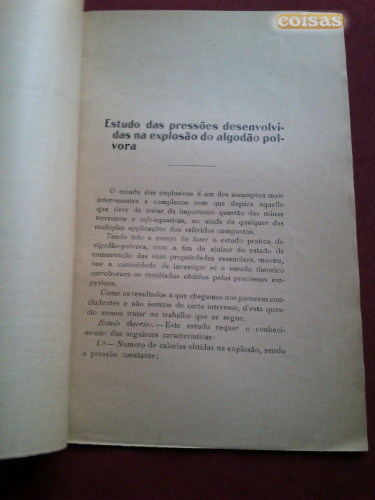 coisas
Estudo das pressões desenvolvi-
das na explosão do algodão pol-
vora
O estudo dos explosivos é um dos assumptos mais
interessantes e complexos com que depára aquelle
que tiver de tratar da importante questão das minas
terrestres e sub-aquaticas, ou ainda de qualquer das
multiplas applicações dos referidos compostos.
Tendo tido o ensejo de fazer o estudo pratico do
algodão-polvora, com o fim de ajuizar do estado de
conservação das suas propriedades essenciaes, moveu-
nos a curiosidade de investigar se o estudo theorico
corroborava os resultados obtidos pelos processos em-
pyricos.
Como os resultados a que chegamos nos parecem con-
cludentes e não isentos de certo interesse, d'esta ques-
tão vamos tratar no trabalho que se segue.
Estudo theorico.—Este estudo requer o conheci-
mento das seguintes caracteristicas:
1.ª—Numero de calorias obtidas na explosão, sendo
a pressão constante;